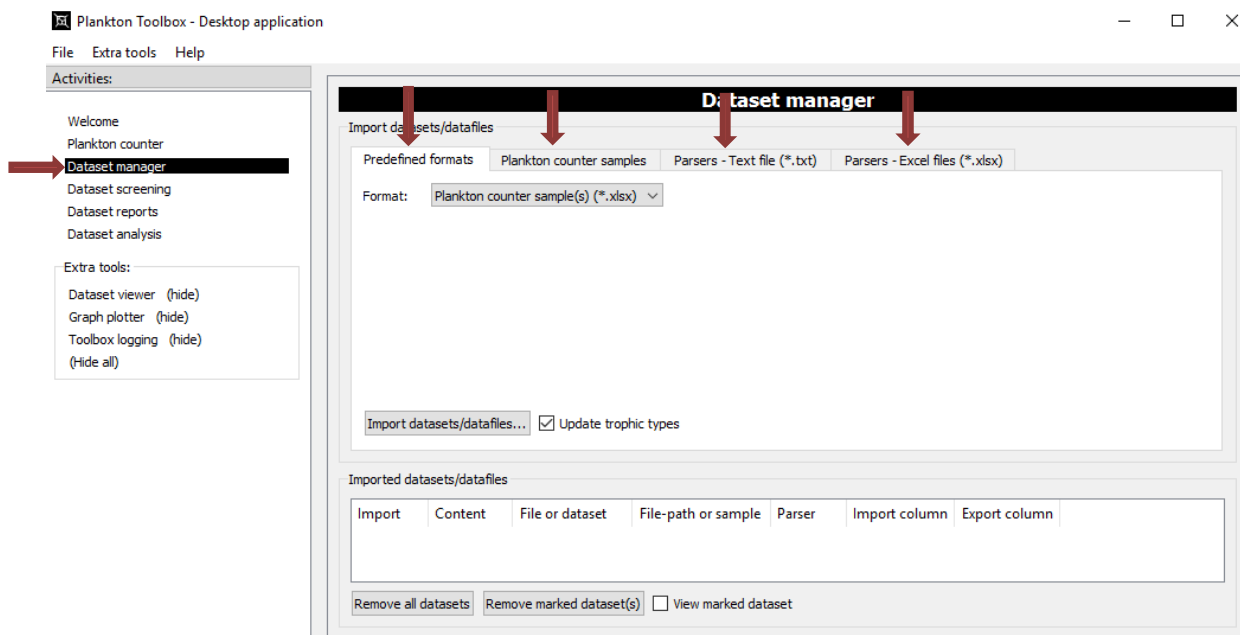 Plankton Toolbox - Desktop application
File Extra tools Help
Activities:
Welcome
Plankton counter
Dataset manager
Dataset screening
Dataset reports
Dataset analysis
Extra tools:
Dataset viewer (hide)
Graph plotter (hide)
Toolbox logging (hide)
(Hide all)
Dataset manager
Import datasets/datafiles
Predefined formats Plankton counter samples Parsers - Text file (*.txt) Parsers - Excel files (*.xlsx)
Format: Plankton counter sample(s) (*.xlsx)
Import datasets/datafiles... Update trophic types
Imported datasets/datafiles
Import Content File or dataset File-path or sample Parser Import column Export column
Remove all datasets Remove marked dataset(s) View marked dataset